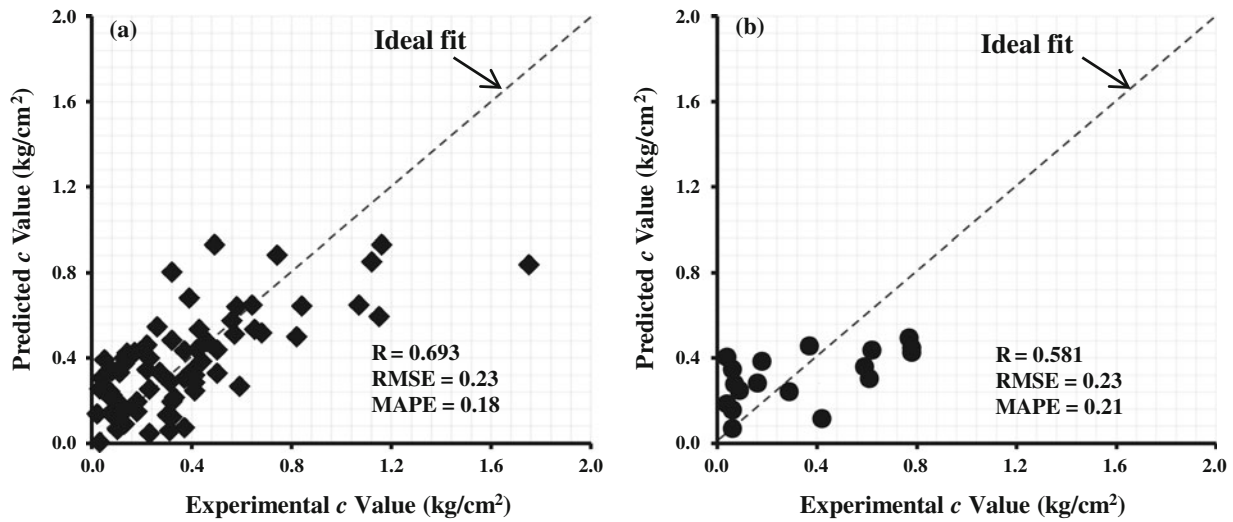 (a)
Ideal fit
2.0
1.6
1.2
0.8
0.4
0.0
Predicted c Value (kg/cm²)
R = 0.693
RMSE = 0.23
MAPE = 0.18
0.0 0.4 0.8 1.2 1.6 2.0
Experimental c Value (kg/cm²)
(b)
Ideal fit
2.0
1.6
1.2
0.8
0.4
0.0
Predicted c Value (kg/cm²)
R = 0.581
RMSE = 0.23
MAPE = 0.21
0.0 0.4 0.8 1.2 1.6 2.0
Experimental c Value (kg/cm²)